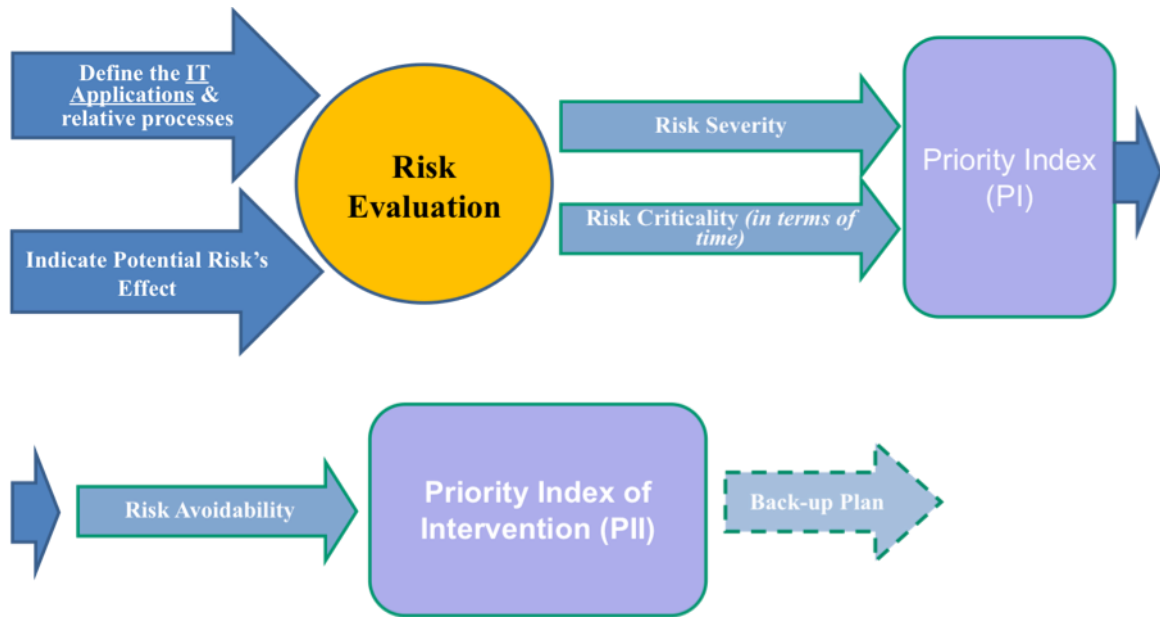 Define the IT
Applications &
relative processes
Indicate Potential Risk’s
Effect
Risk
Evaluation
Risk Severity
Risk Criticality (in terms of
time)
Priority Index
(PI)
Risk Avoidability
Priority Index of
Intervention (PII)
Back-up Plan